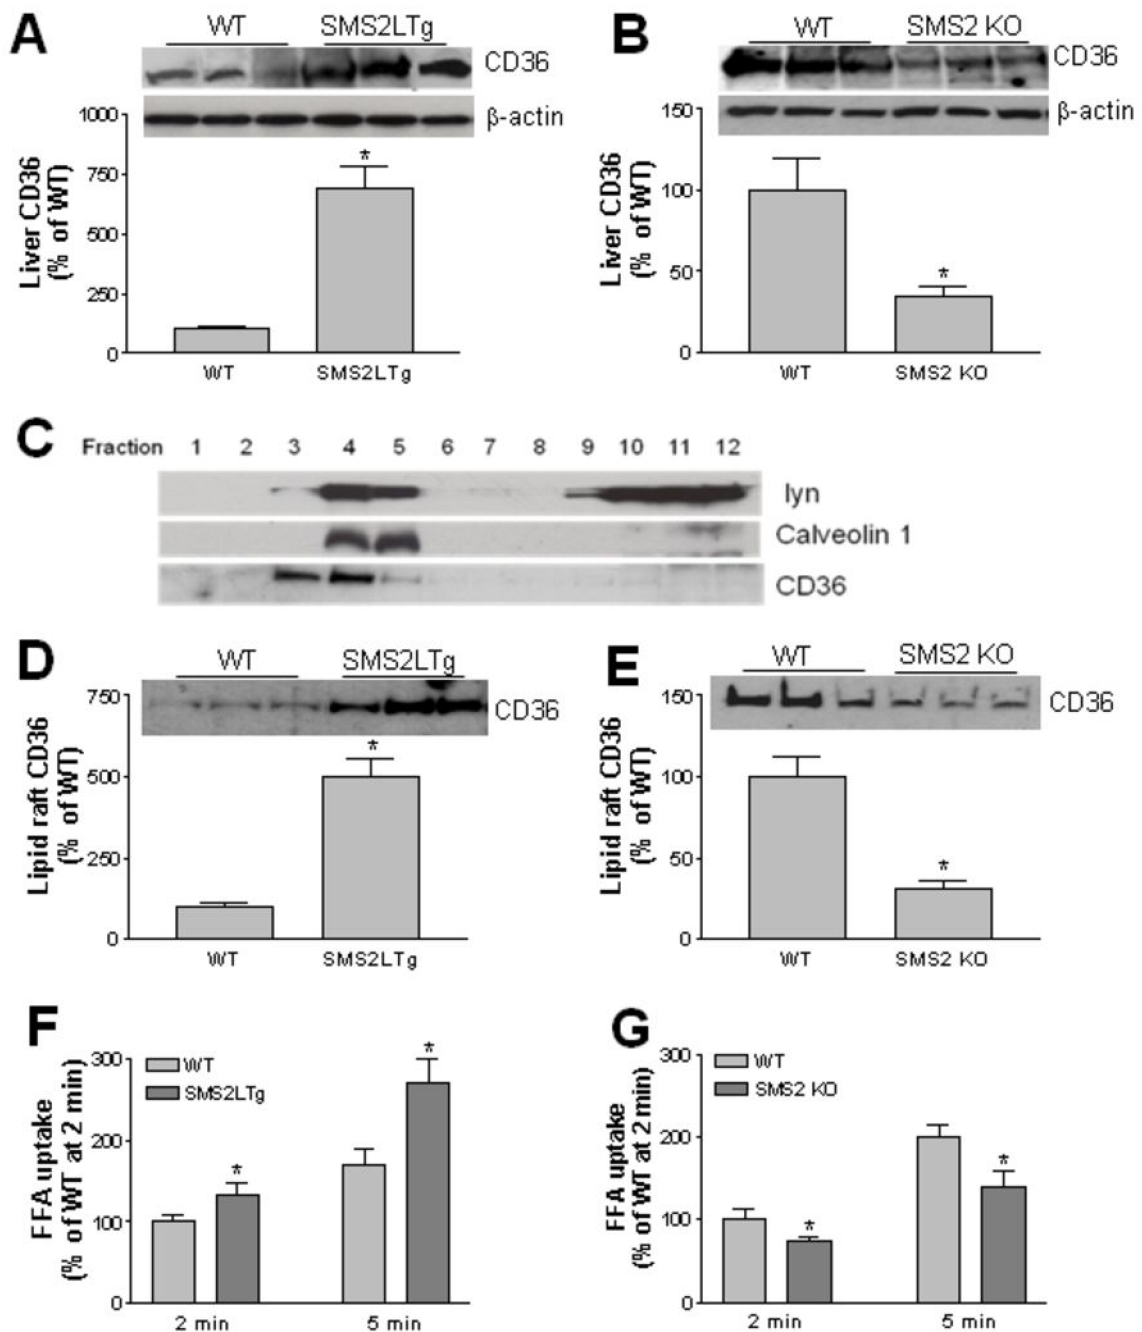 A
WT SMS2LTg
CD36
β-actin
1000
750
500
250
0
Liver CD36
(% of WT)
*
WT SMS2LTg
B
WT SMS2 KO
CD36
β-actin
150
100
50
0
Liver CD36
(% of WT)
*
WT SMS2 KO
C
Fraction 1 2 3 4 5 6 7 8 9 10 11 12
lyn
Calveolin 1
CD36
D
WT SMS2LTg
CD36
750
500
250
0
Lipid raft CD36
(% of WT)
*
WT SMS2LTg
E
WT SMS2 KO
CD36
150
100
50
0
Lipid raft CD36
(% of WT)
*
WT SMS2 KO
F
300
200
100
0
FFA uptake
(% of WT at 2 min)
WT
SMS2LTg
* *
2 min 5 min
G
300
200
100
0
FFA uptake
(% of WT at 2 min)
WT
SMS2 KO
* *
2 min 5 min